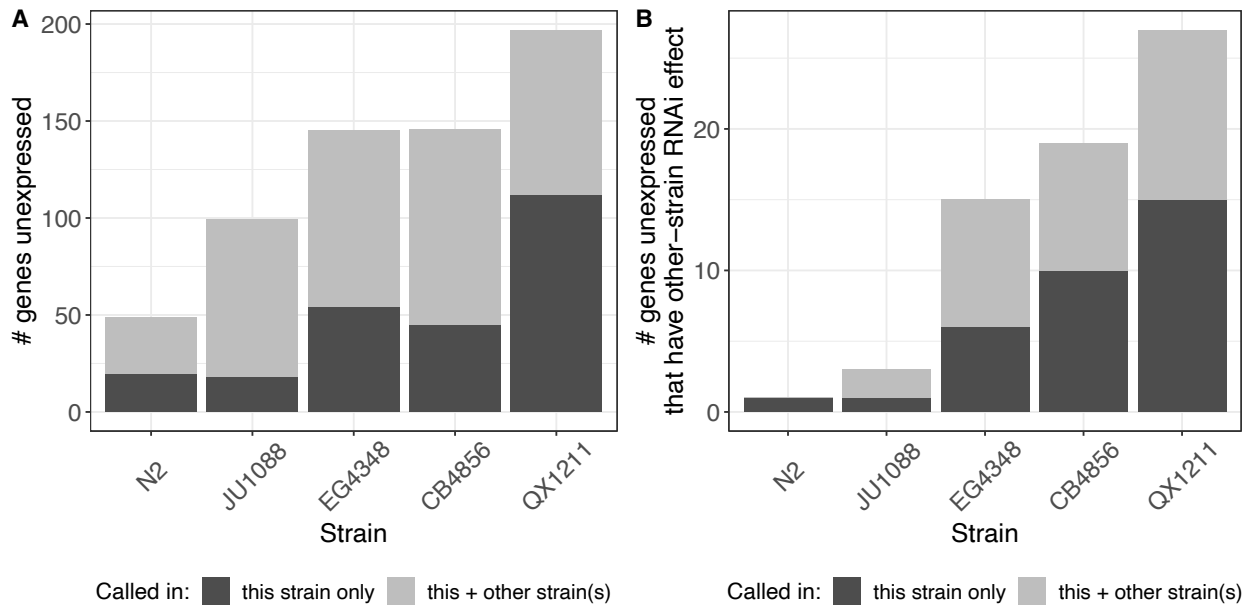 A
# genes unexpressed
200
150
100
50
0
N2
JU1088
EG4348
CB4856
QX1211
Strain
Called in: this strain only this + other strain(s)
B
# genes unexpressed
that have other−strain RNAi effect
20
10
0
N2
JU1088
EG4348
CB4856
QX1211
Strain
Called in: this strain only this + other strain(s)